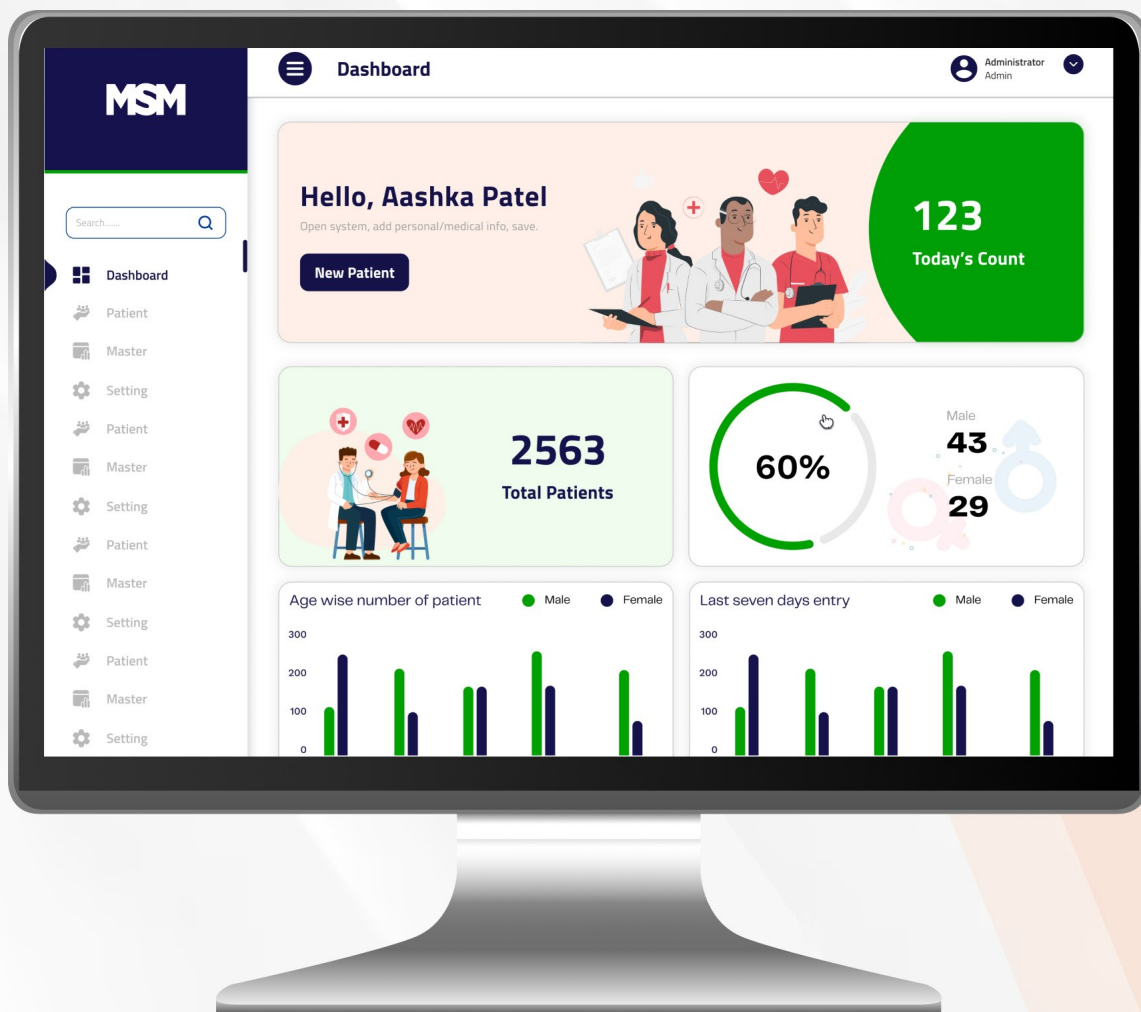 MSM
Dashboard
Administrator
Admin
Search......
Dashboard
Patient
Master
Setting
Patient
Master
Setting
Patient
Master
Setting
Patient
Master
Setting
Hello, Aashka Patel
Open system, add personal/medical info, save.
New Patient
123
Today's Count
2563
Total Patients
60%
Male
43
Female
29
Age wise number of patient
Male
Female
300
200
100
0
Last seven days entry
Male
Female
300
200
100
0